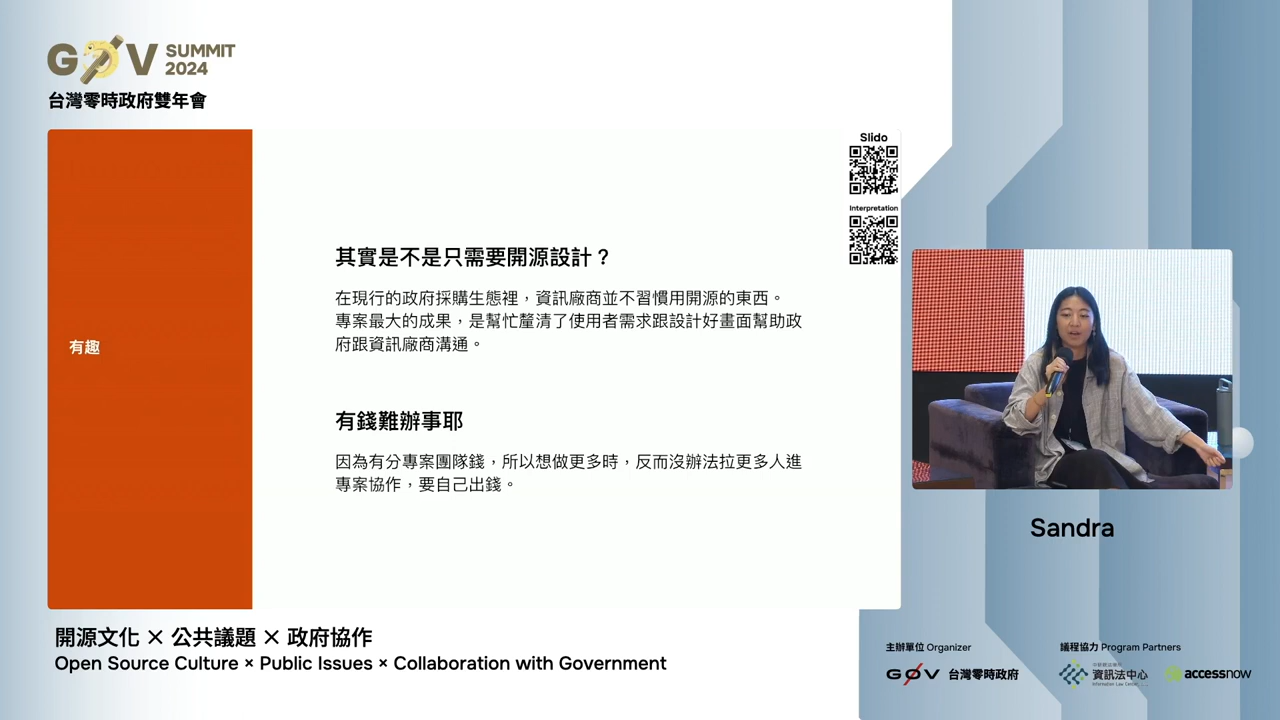 G0V SUMMIT 2024
台灣零時政府雙年會
Slido
Interpretation
有趣
其實是不是只需要開源設計？
在現行的政府採購生態裡，資訊廠商並不習慣用開源的東西。
專案最大的成果，是幫忙釐清了使用者需求跟設計好畫面幫助政
府跟資訊廠商溝通。
有錢難辦事耶
因為有分專案團隊錢，所以想做更多時，反而沒辦法拉更多人進
專案協作，要自己出錢。
Sandra
開源文化 × 公共議題 × 政府協作
Open Source Culture × Public Issues × Collaboration with Government
主辦單位 Organizer
G0V 台灣零時政府
議程協力 Program Partners
資訊法中心
Information Law Center
accessnow